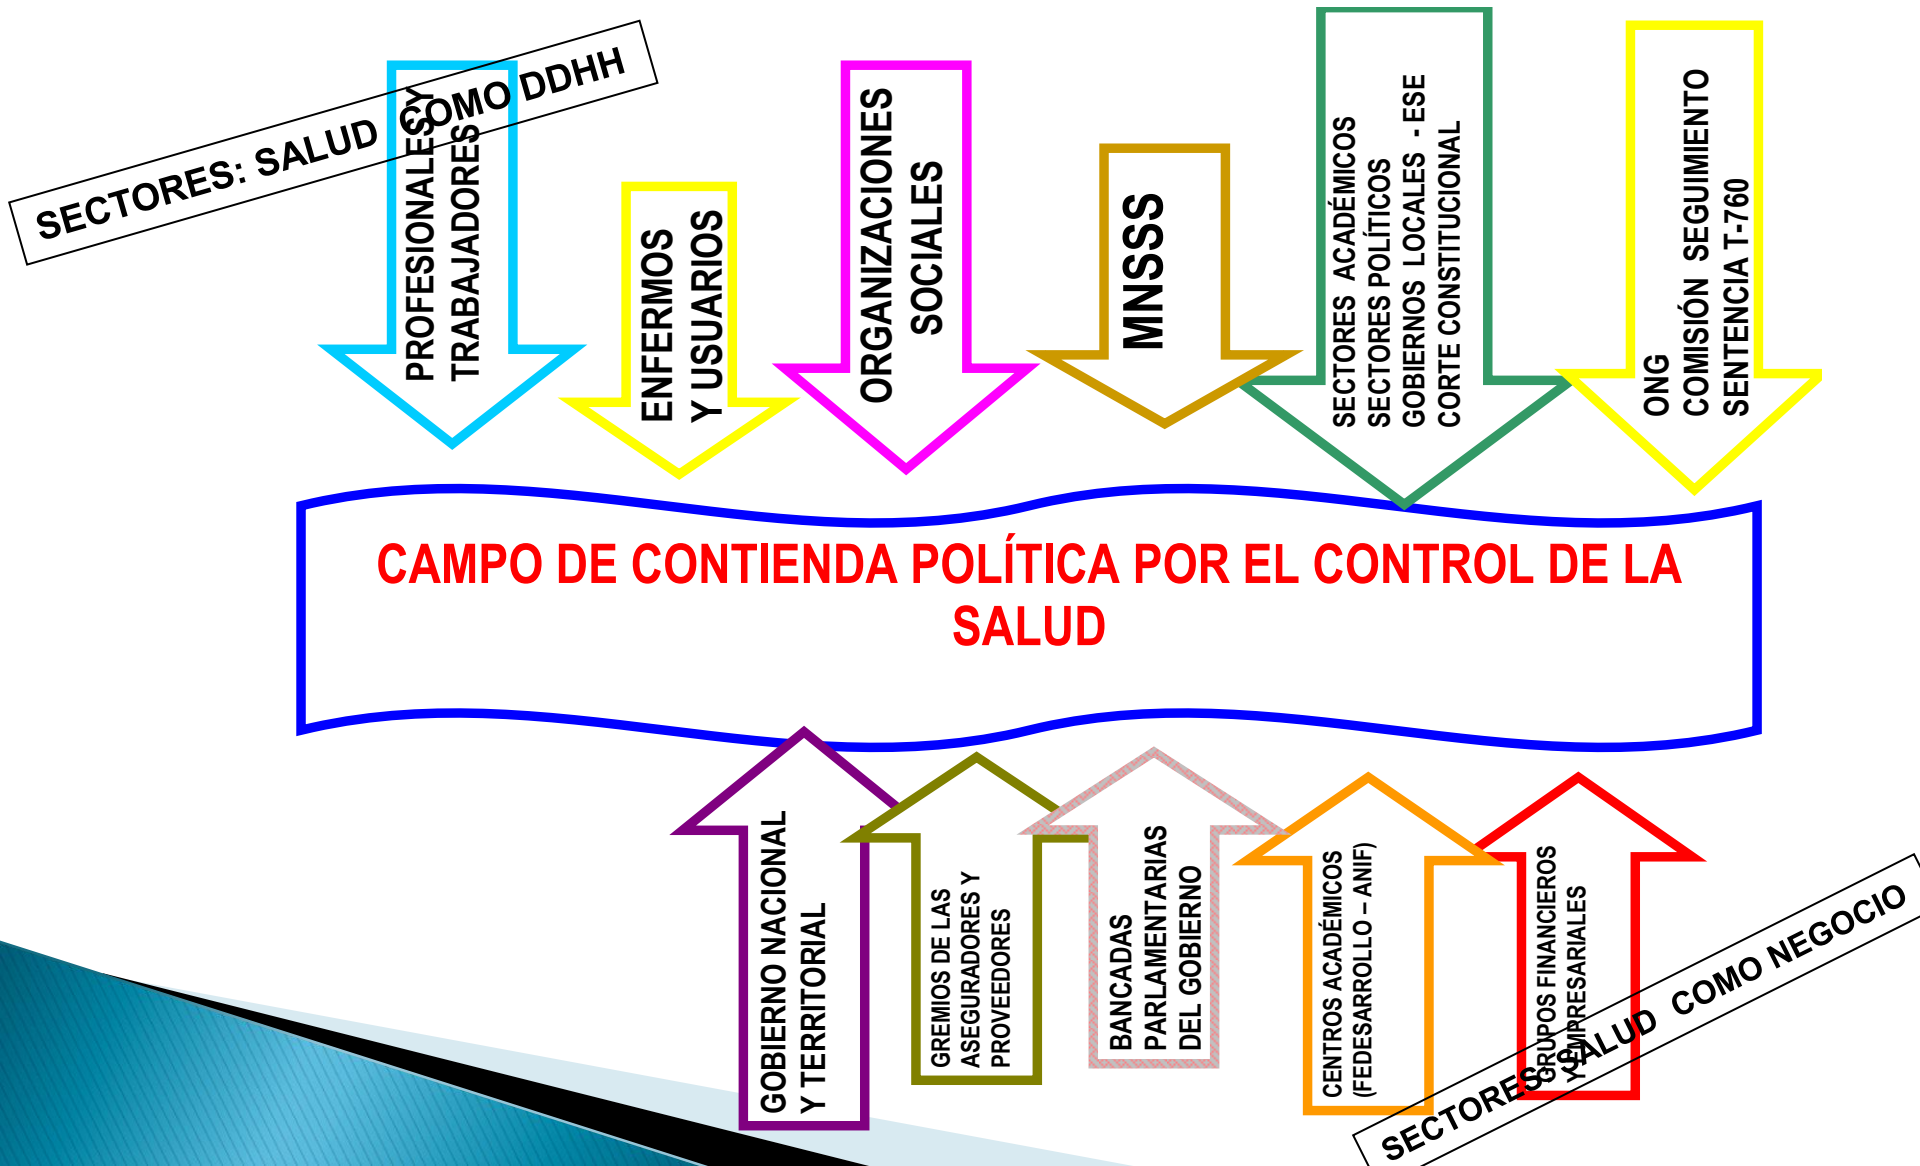 SECTORES: SALUD COMO DDHH
PROFESIONALES Y
TRABAJADORES
ENFERMOS
Y USUARIOS
ORGANIZACIONES
SOCIALES
MNSSS
SECTORES ACADÉMICOS
SECTORES POLÍTICOS
GOBIERNOS LOCALES - ESE
CORTE CONSTITUCIONAL
ONG
COMISIÓN SEGUIMIENTO
SENTENCIA T-760
CAMPO DE CONTIENDA POLÍTICA POR EL CONTROL DE LA
SALUD
GOBIERNO NACIONAL
Y TERRITORIAL
GREMIOS DE LAS
ASEGURADORES Y
PROVEEDORES
BANCADAS
PARLAMENTARIAS
DEL GOBIERNO
CENTROS ACADÉMICOS
(FEDESARROLLO – ANIF)
GRUPOS FINANCIEROS
Y EMPRESARIALES
SECTORES: SALUD COMO NEGOCIO